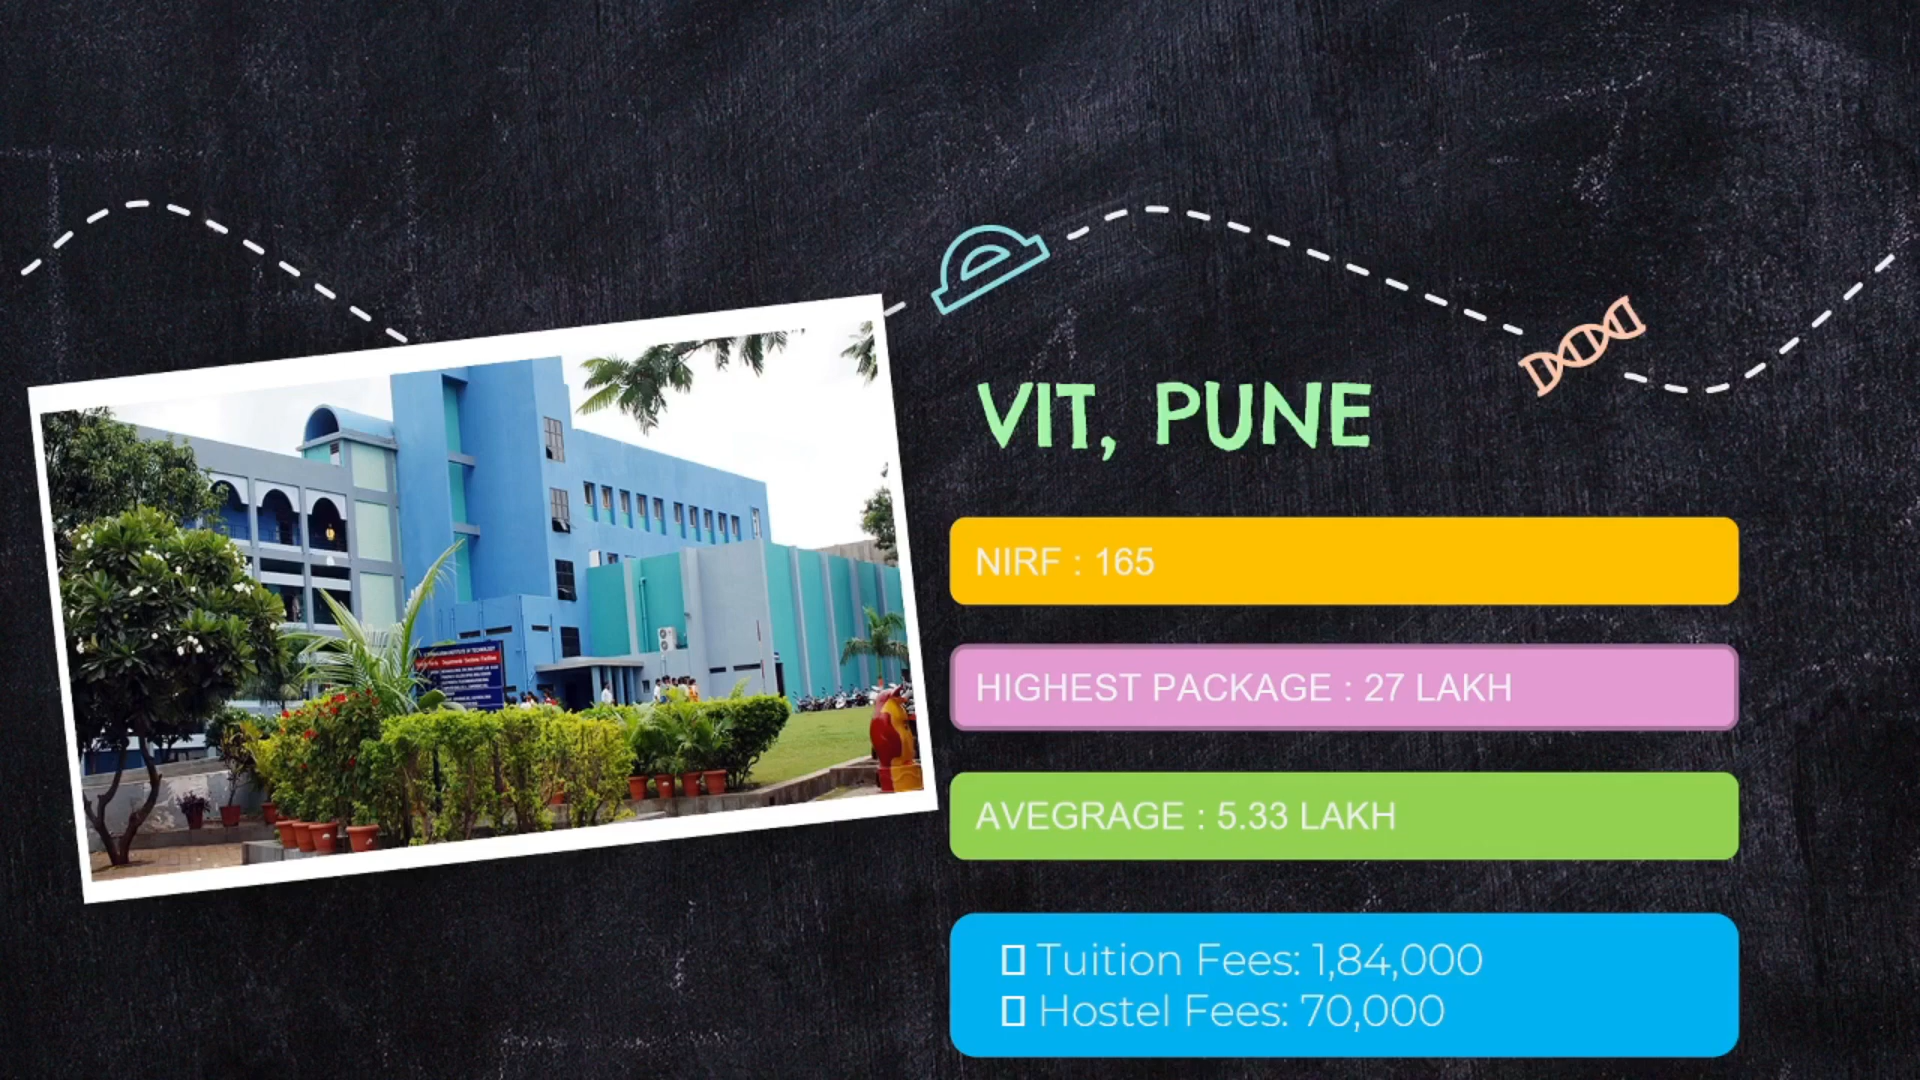 VIT, PUNE
NIRF : 165
HIGHEST PACKAGE : 27 LAKH
AVEGRAGE : 5.33 LAKH
Tuition Fees: 1,84,000
Hostel Fees: 70,000